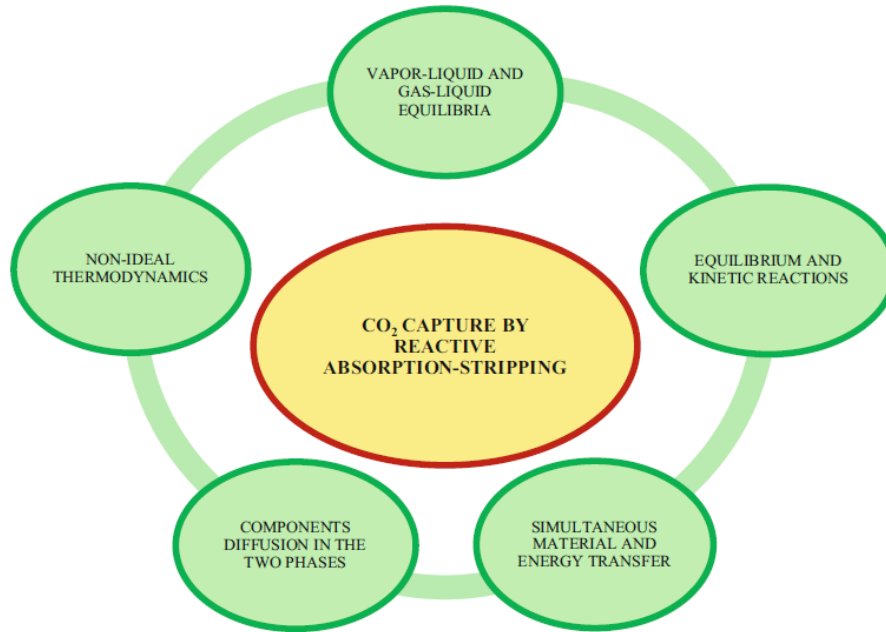 VAPOR-LIQUID AND
GAS-LIQUID
EQUILIBRIA
NON-IDEAL
THERMODYNAMICS
EQUILIBRIUM AND
KINETIC REACTIONS
CO₂ CAPTURE BY
REACTIVE
ABSORPTION-STRIPPING
COMPONENTS
DIFFUSION IN THE
TWO PHASES
SIMULTANEOUS
MATERIAL AND
ENERGY TRANSFER